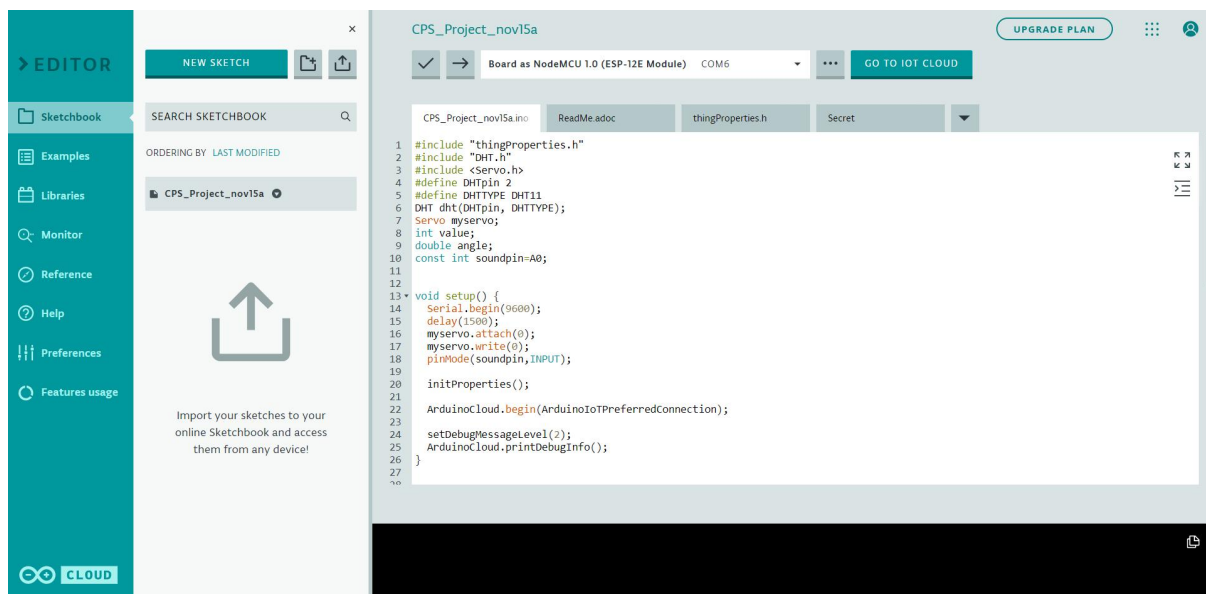 EDITOR
Sketchbook
Examples
Libraries
Monitor
Reference
Help
Preferences
Features usage
CLOUD
×
NEW SKETCH
SEARCH SKETCHBOOK
ORDERING BY LAST MODIFIED
CPS_Project_nov15a
Import your sketches to your
online Sketchbook and access
them from any device!
CPS_Project_nov15a
UPGRADE PLAN
Board as NodeMCU 1.0 (ESP-12E Module) COM6
GO TO IOT CLOUD
CPS_Project_nov15a.ino ReadMe.adoc thingProperties.h Secret
1 #include "thingProperties.h"
2 #include "DHT.h"
3 #include <Servo.h>
4 #define DHTpin 2
5 #define DHTTYPE DHT11
6 DHT dht(DHTpin, DHTTYPE);
7 Servo myservo;
8 int value;
9 double angle;
10 const int soundpin=A0;
11
12
13 void setup() {
14 Serial.begin(9600);
15 delay(1500);
16 myservo.attach(0);
17 myservo.write(0);
18 pinMode(soundpin,INPUT);
19
20 initProperties();
21
22 ArduinoCloud.begin(ArduinoIoTPreferredConnection);
23
24 setDebugMessageLevel(2);
25 ArduinoCloud.printDebugInfo();
26 }
27